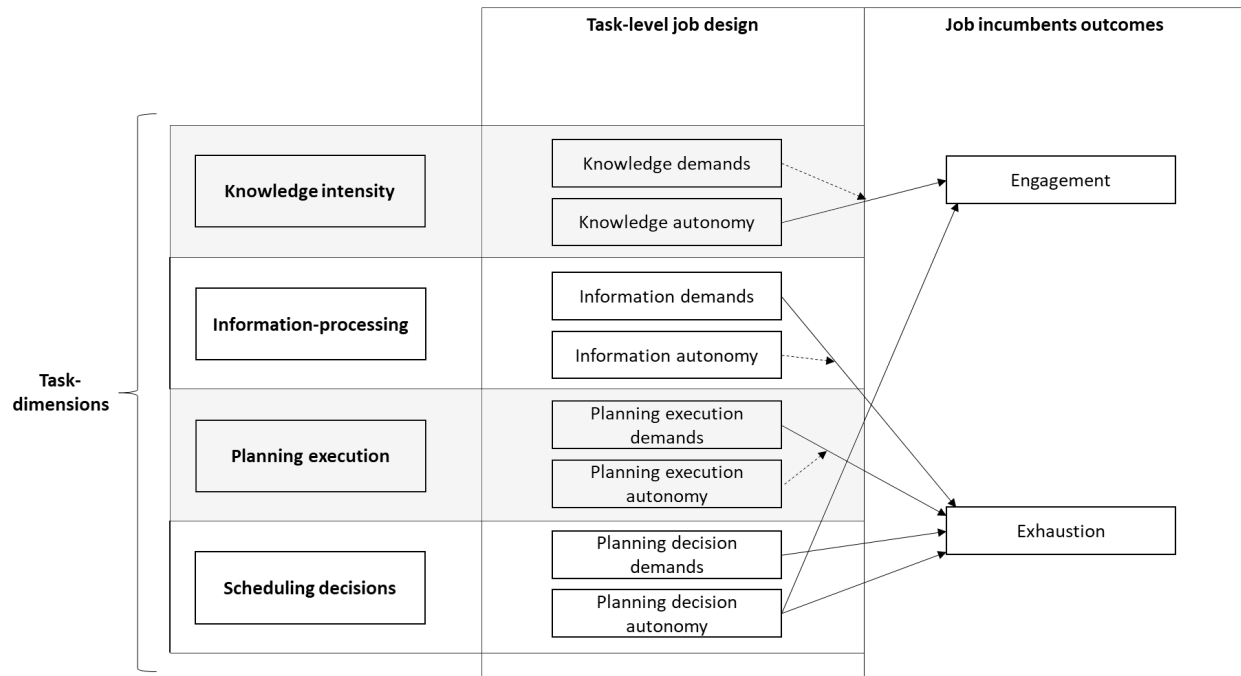 Task-level job design
Job incumbents outcomes
Task-
dimensions
Knowledge intensity
Knowledge demands
Knowledge autonomy
Engagement
Information-processing
Information demands
Information autonomy
Planning execution
Planning execution
demands
Planning execution
autonomy
Exhaustion
Scheduling decisions
Planning decision
demands
Planning decision
autonomy